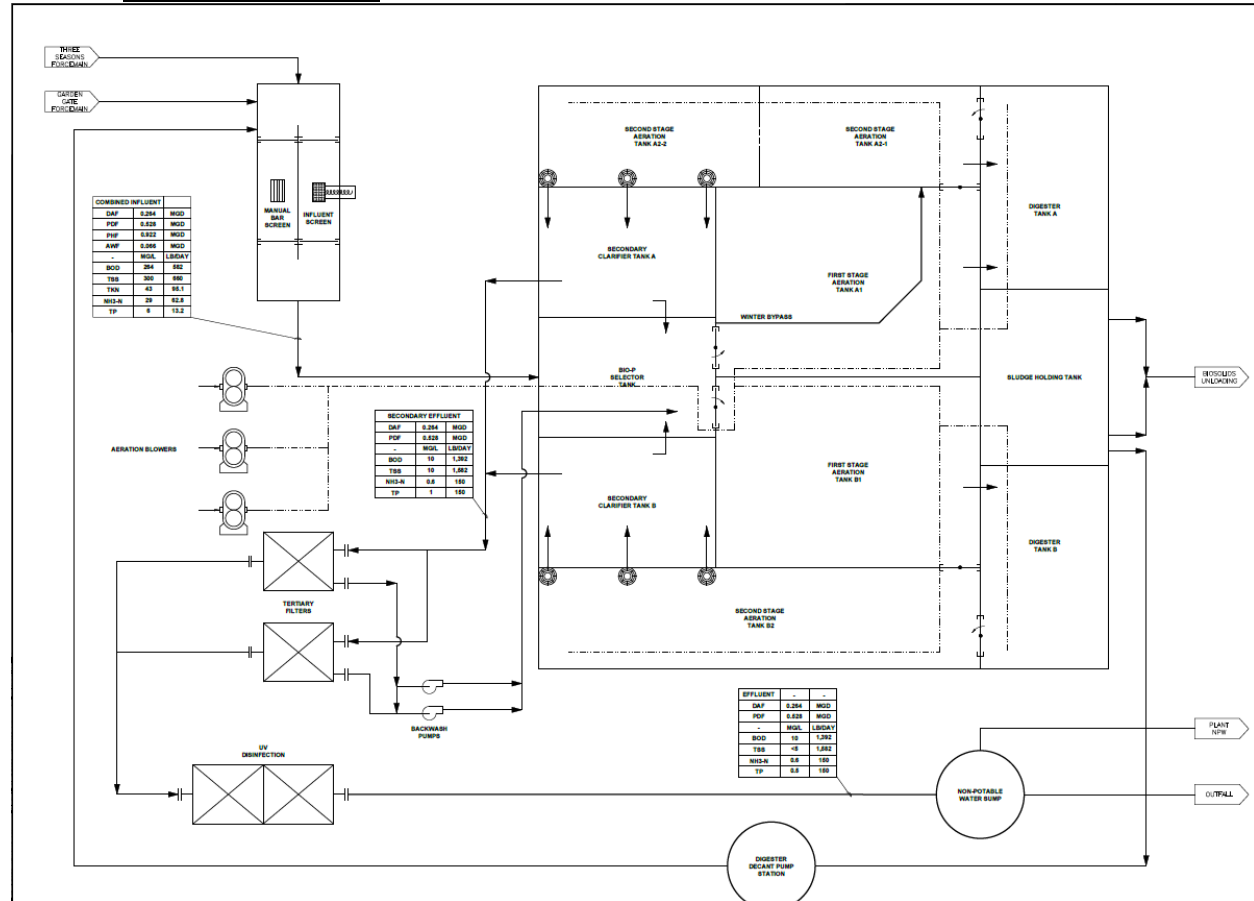 THREE
SEASONS
FORCEMAIN
GARDEN
GATE
FORCEMAIN
MANUAL
BAR
SCREEN
INFLUENT
SCREEN
COMBINED INFLUENT
DAF 0.264 MGD
PDF 0.528 MGD
PHF 0.922 MGD
AWF 0.066 MGD
- MG/L LB/DAY
BOD 264 582
TSS 300 660
TKN 43 95.1
NH3-N 29 62.8
TP 6 13.2
SECOND STAGE
AERATION
TANK A2-2
SECOND STAGE
AERATION
TANK A2-1
DIGESTER
TANK A
SECONDARY
CLARIFIER TANK A
FIRST STAGE
AERATION
TANK A1
WINTER BYPASS
BIO-P
SELECTOR
TANK
SLUDGE HOLDING TANK
BIOSOLIDS
UNLOADING
AERATION BLOWERS
SECONDARY EFFLUENT
DAF 0.264 MGD
PDF 0.528 MGD
- MG/L LB/DAY
BOD 10 1,392
TSS 10 1,552
NH3-N 0.6 150
TP 1 150
SECONDARY
CLARIFIER TANK B
FIRST STAGE
AERATION
TANK B1
DIGESTER
TANK B
TERTIARY
FILTERS
SECOND STAGE
AERATION
TANK B2
BACKWASH
PUMPS
UV
DISINFECTION
EFFLUENT - -
DAF 0.264 MGD
PDF 0.528 MGD
- MG/L LB/DAY
BOD 10 1,392
TSS <5 1,552
NH3-N 0.6 150
TP 0.5 150
NON-POTABLE
WATER SUMP
PLANT
NPW
OUTFALL
DIGESTER
DECANT PUMP
STATION